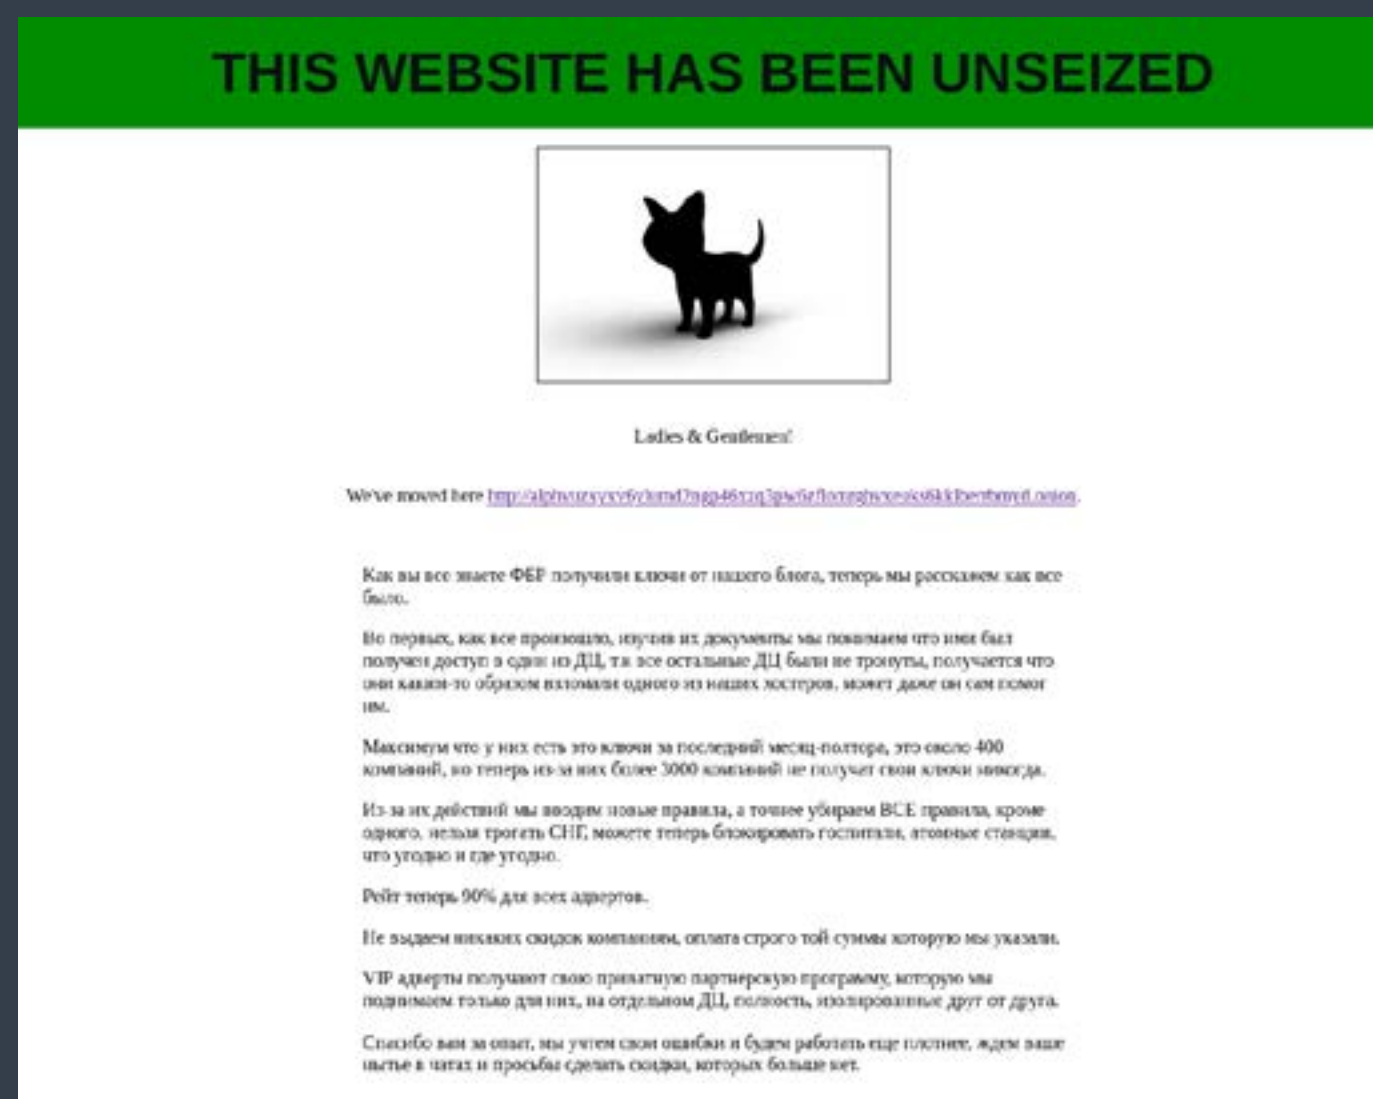 THIS WEBSITE HAS BEEN UNSEIZED
Ladies & Gentlemen!
We've moved here
Как вы все знаете ФБР получили ключи от нашего блога, теперь мы расскажем как все
было.
Во первых, как все произошло, изучив их документы мы понимаем что ими был
получен доступ в один из ДЦ, т.к все остальные ДЦ были не тронуты, получается что
они каким-то образом взломали одного из наших хостеров, может даже он сам помог
им.
Максимум что у них есть это ключи за последний месяц-полтора, это около 400
компаний, но теперь из-за них более 3000 компаний не получат свои ключи никогда.
Из-за их действий мы вводим новые правила, а точнее убираем ВСЕ правила, кроме
одного, нельзя трогать СНГ, можете теперь блокировать госпитали, атомные станции,
что угодно и где угодно.
Рейт теперь 90% для всех адвертов.
Не выдаем никаких скидок компаниям, оплата строго той суммы которую мы указали.
VIP адверты получают свою приватную партнерскую программу, которую мы
поднимаем только для них, на отдельном ДЦ, полность, изолированные друг от друга.
Спасибо вам за опыт, мы учтем свои ошибки и будем работать еще плотнее, ждем ваше
нытье в чатах и просьбы сделать скидки, которых больше нет.